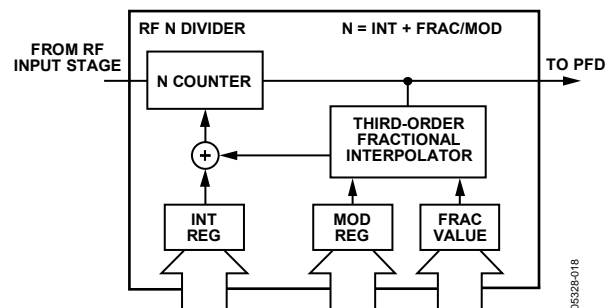 RF N DIVIDER
N = INT + FRAC/MOD
FROM RF
INPUT STAGE
TO PFD
N COUNTER
THIRD-ORDER
FRACTIONAL
INTERPOLATOR
+
INT
REG
MOD
REG
FRAC
VALUE
05328-018